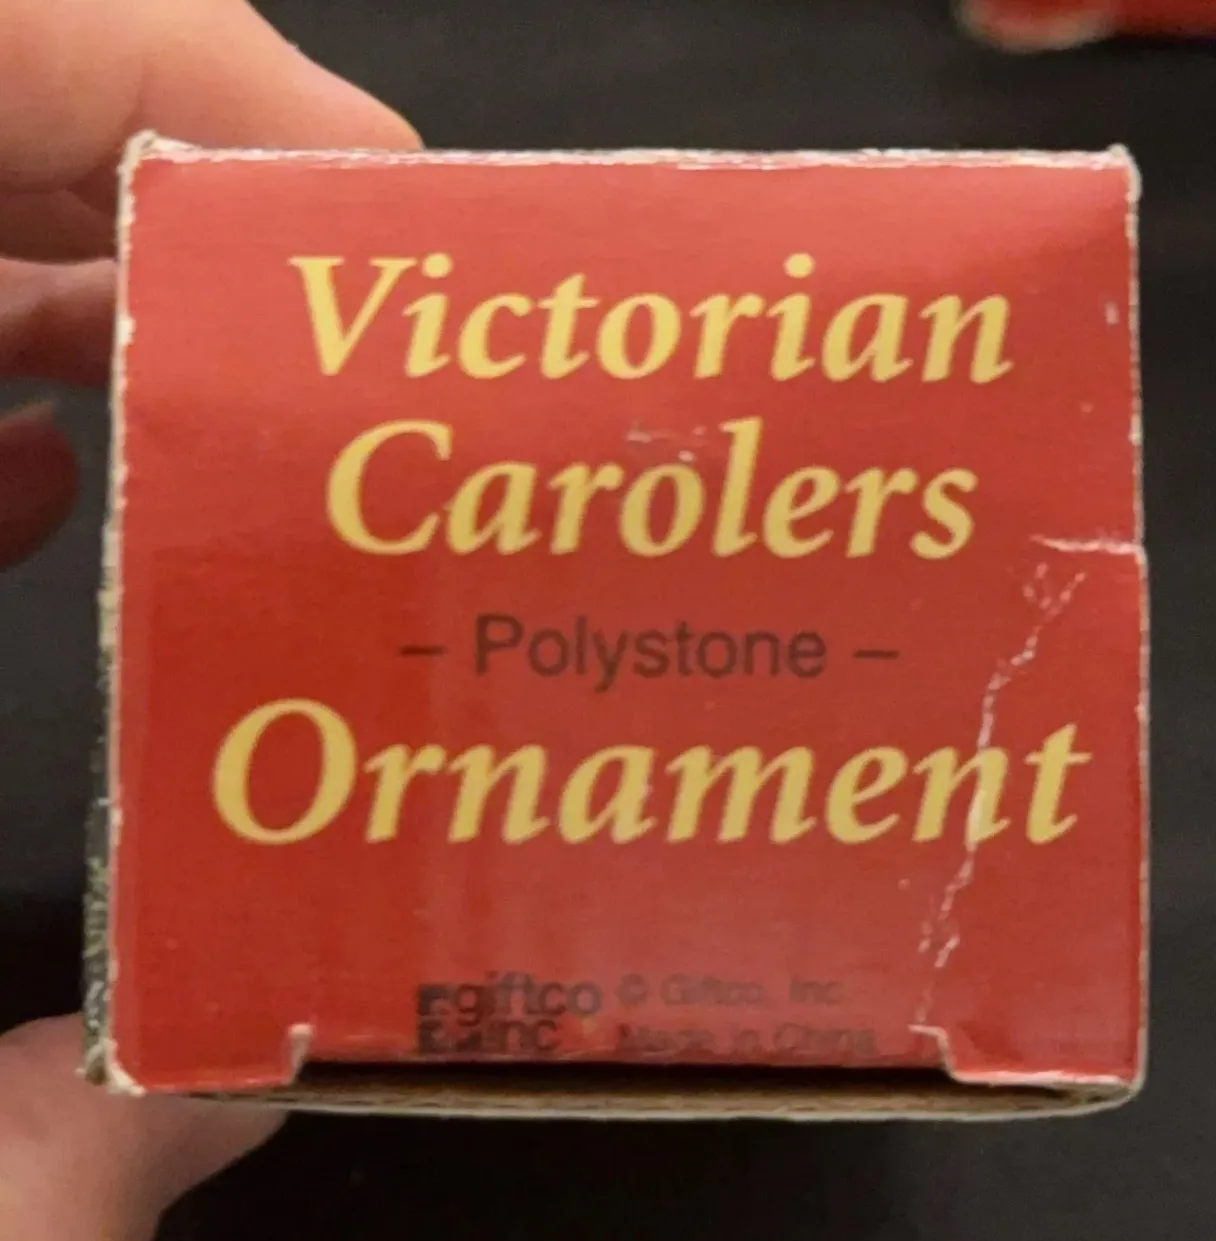 Victorian
Carolers
– Polystone –
Ornament
giftco © Giftco, Inc.
inc Made in China